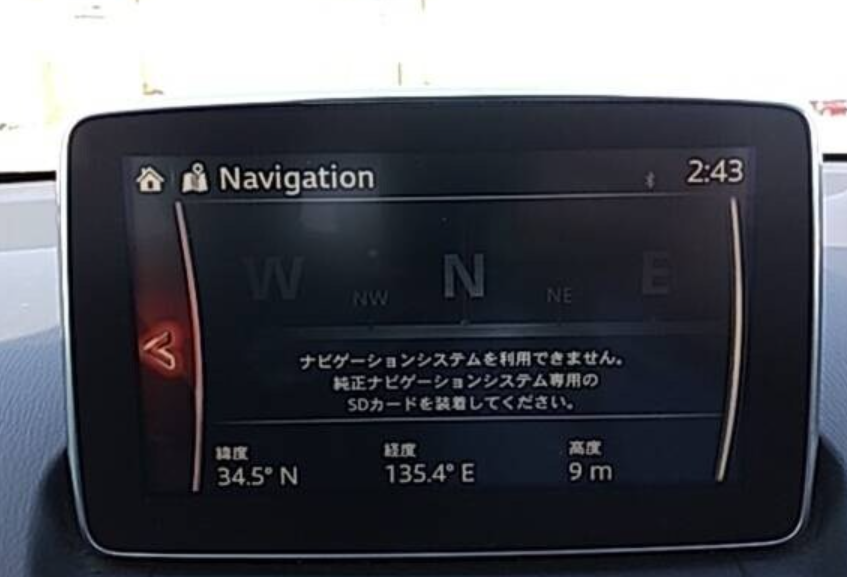 Navigation 2:43
W NW N NE E
ナビゲーションシステムを利用できません。
純正ナビゲーションシステム専用の
SDカードを装着してください。
緯度 経度 高度
34.5° N 135.4° E 9 m